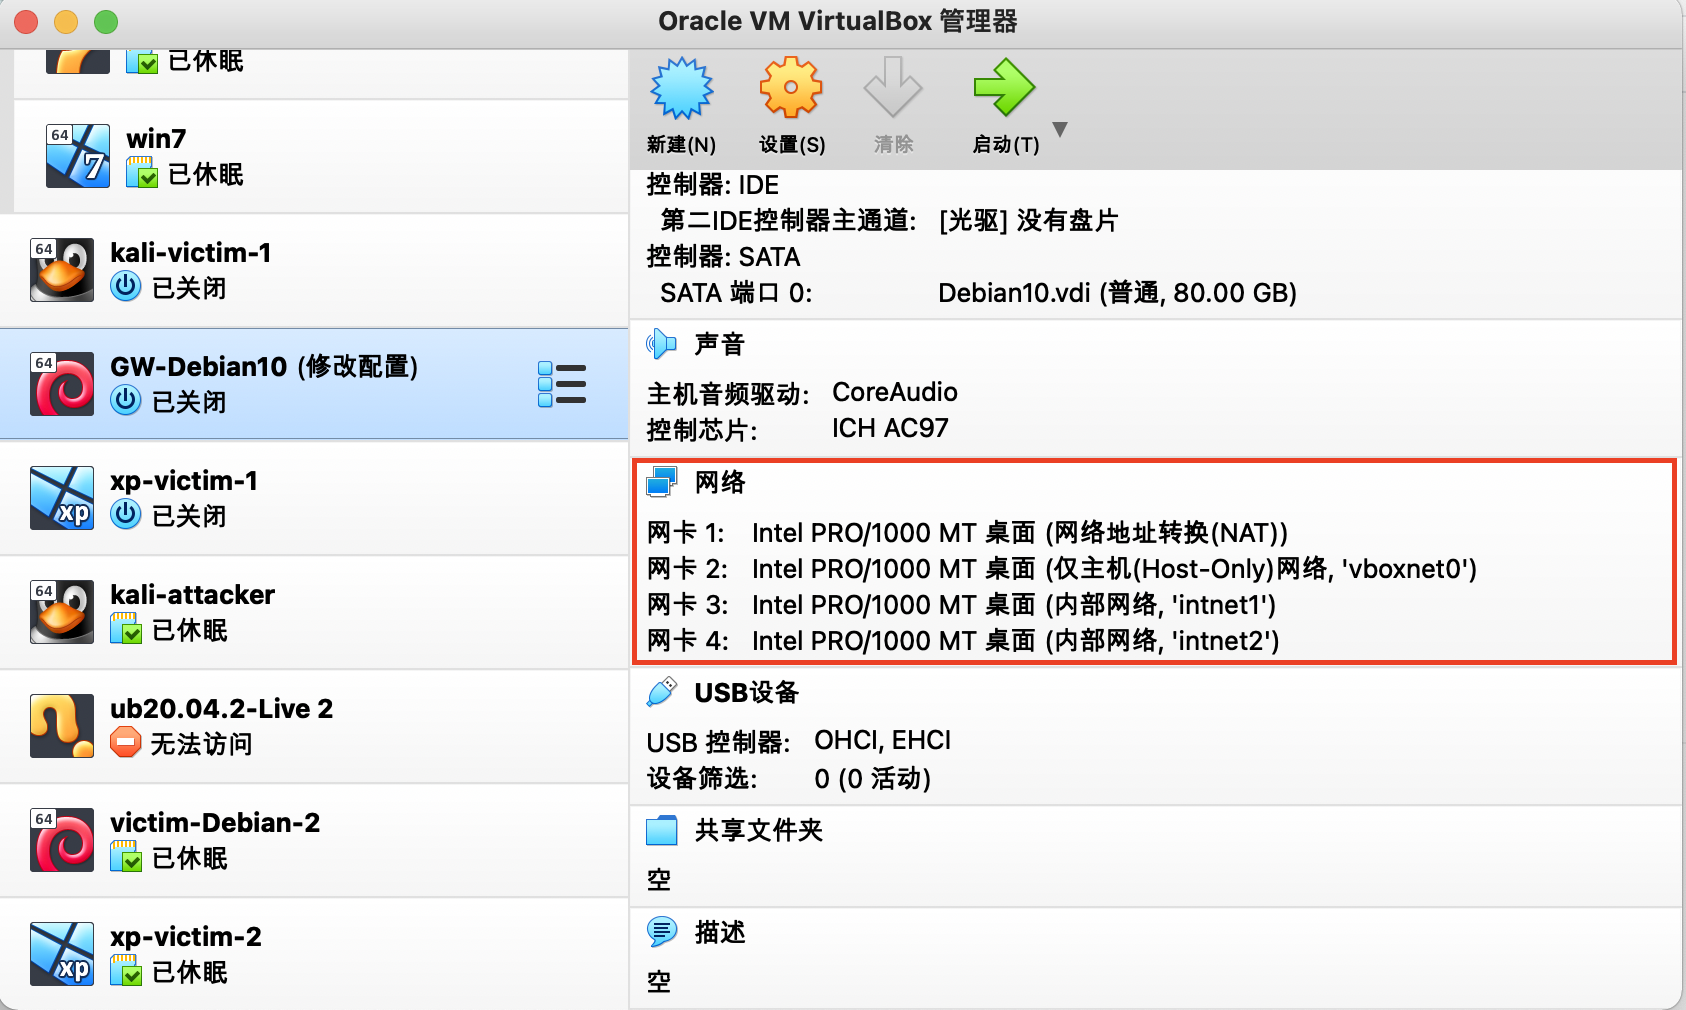 Oracle VM VirtualBox 管理器
已休眠
64
7
win7
已休眠
64
kali-victim-1
已关闭
64
GW-Debian10 (修改配置)
已关闭
xp
xp-victim-1
已关闭
64
kali-attacker
已休眠
ub20.04.2-Live 2
无法访问
64
victim-Debian-2
已休眠
xp
xp-victim-2
已休眠
新建(N)
设置(S)
清除
启动(T)
控制器: IDE
第二IDE控制器主通道: [光驱] 没有盘片
控制器: SATA
SATA 端口 0: Debian10.vdi (普通, 80.00 GB)
声音
主机音频驱动: CoreAudio
控制芯片: ICH AC97
网络
网卡 1: Intel PRO/1000 MT 桌面 (网络地址转换(NAT))
网卡 2: Intel PRO/1000 MT 桌面 (仅主机(Host-Only)网络, 'vboxnet0')
网卡 3: Intel PRO/1000 MT 桌面 (内部网络, 'intnet1')
网卡 4: Intel PRO/1000 MT 桌面 (内部网络, 'intnet2')
USB设备
USB 控制器: OHCI, EHCI
设备筛选: 0 (0 活动)
共享文件夹
空
描述
空